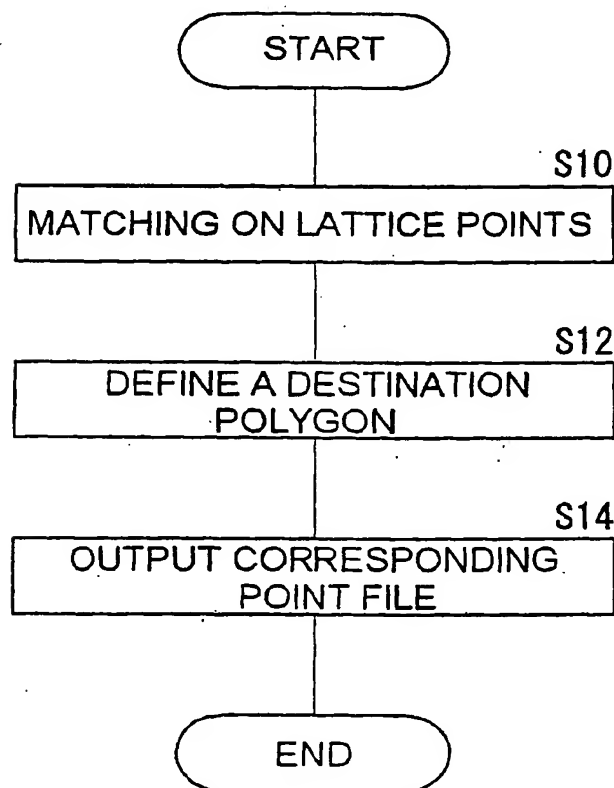 START
S10
MATCHING ON LATTICE POINTS
S12
DEFINE A DESTINATION
POLYGON
S14
OUTPUT CORRESPONDING
POINT FILE
END